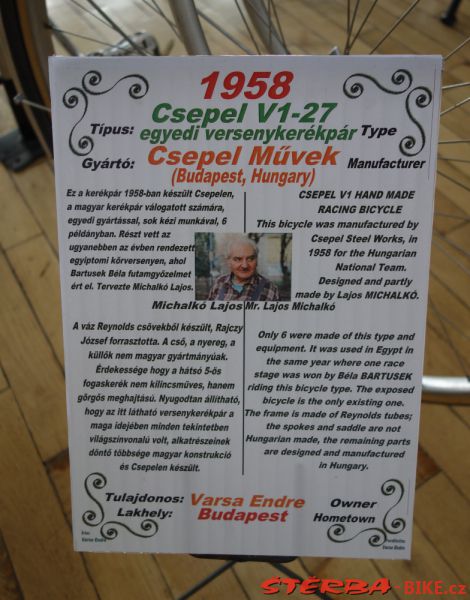 1958
Csepel V1-27
Típus: egyedi versenykerékpár Type
Gyártó: Csepel Művek Manufacturer
(Budapest, Hungary)
Ez a kerékpár 1958-ban készült Csepelen,
a magyar kerékpár válogatott számára,
egyedi gyártással, sok kézi munkával, 6
példányban. Részt vett az
ugyanebben az évben rendezett
egyiptomi körversenyen, ahol
Bartusek Béla futamgyőzelmet
ért el. Tervezte Michalkó Lajos.
CSEPEL V1 HAND MADE
RACING BICYCLE
This bicycle was manufactured by
Csepel Steel Works, in
1958 for the Hungarian
National Team.
Designed and partly
made by Lajos MICHALKÓ.
Michalkó Lajos Mr. Lajos Michalkó
A váz Reynolds csövekből készült, Rajczy
József forrasztotta. A cső, a nyereg, a
küllők nem magyar gyártmányúak.
Érdekessége hogy a hátsó 5-ös
fogaskerék nem kilincsműves, hanem
görgős meghajtású. Nyugodtan állítható,
hogy az itt látható versenykerékpár a
maga idejében minden tekintetben
világszínvonalú volt, alkatrészeinek
döntő többsége magyar konstrukció
és Csepelen készült.
Only 6 were made of this type and
equipment. It was used in Egypt in
the same year where one race
stage was won by Béla BARTUSEK
riding this bicycle type. The exposed
bicycle is the only existing one.
The frame is made of Reynolds tubes;
the spokes and saddle are not
Hungarian made, the remaining parts
are designed and manufactured
in Hungary.
Tulajdonos: Varsa Endre Owner
Lakhely: Budapest Hometown
Varsa Endre
Varsa Endre
STĚRBA-BIKE.cz